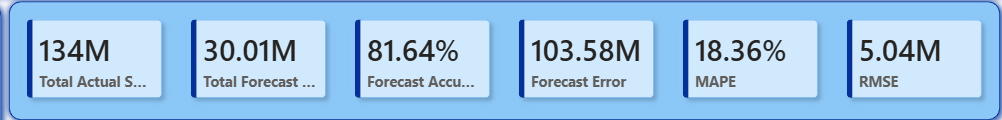 134M
Total Actual S...
30.01M
Total Forecast ...
81.64%
Forecast Accu...
103.58M
Forecast Error
18.36%
MAPE
5.04M
RMSE